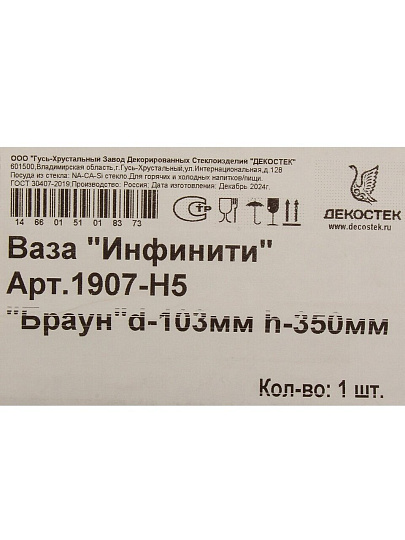 ООО "Гусь-Хрустальный Завод Декорированных Стеклоизделий "ДЕКОСТЕК"
601500,Владимирская область,г.Гусь-Хрустальный,ул.Интернациональная,д.128
Посуда из стекла: NA-CA-Si стекло.Для горячих и холодных напитков/пищи.
ГОСТ 30407-2019;Производство: Россия; Дата изготовления: Декабрь 2024г.
14 66 01 51 01 83 73
СТР
ДЕКОСТЕК
www.decostek.ru
Ваза "Инфинити"
Арт.1907-Н5
"Браун"d-103мм h-350мм
Кол-во: 1 шт.